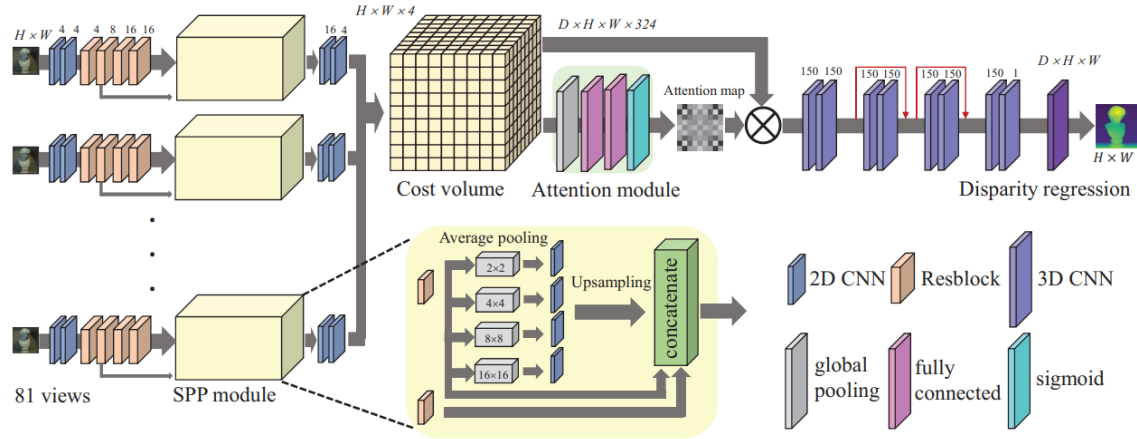 H×W
4 4
4 8 16 16
16 4
H×W×4
D×H×W×324
Attention map
150 150
150 150
150 150
150 1
D×H×W
H×W
Cost volume
Attention module
Disparity regression
Average pooling
2×2
4×4
8×8
16×16
Upsampling
concatenate
2D CNN
Resblock
3D CNN
81 views
SPP module
global
pooling
fully
connected
sigmoid